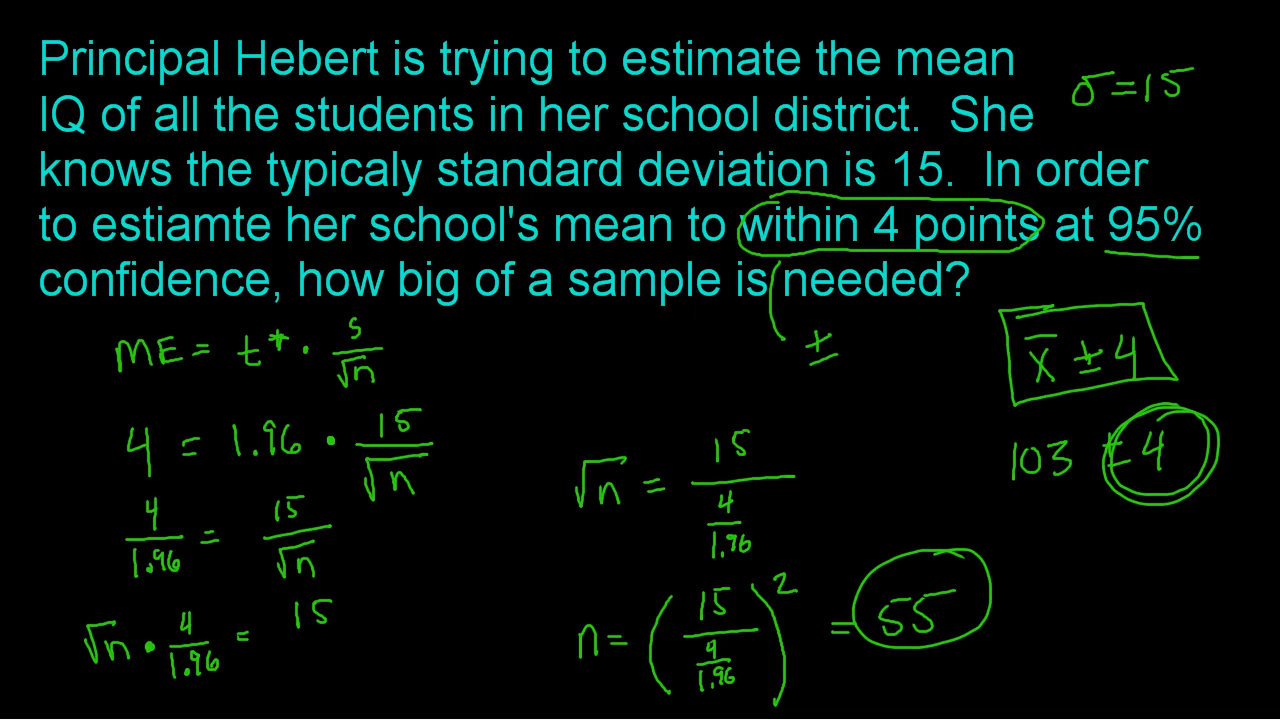 Principal Hebert is trying to estimate the mean
IQ of all the students in her school district. She
knows the typicaly standard deviation is 15. In order
to estiamte her school's mean to within 4 points at 95%
confidence, how big of a sample is needed?
σ=15
ME = t* · s/√n
±
x̄ ± 4
4 = 1.96 · 15/√n
103 ± 4
4/1.96 = 15/√n
√n = 15/(4/1.96)
√n · 4/1.96 = 15
n = (15/(4/1.96))² = 55